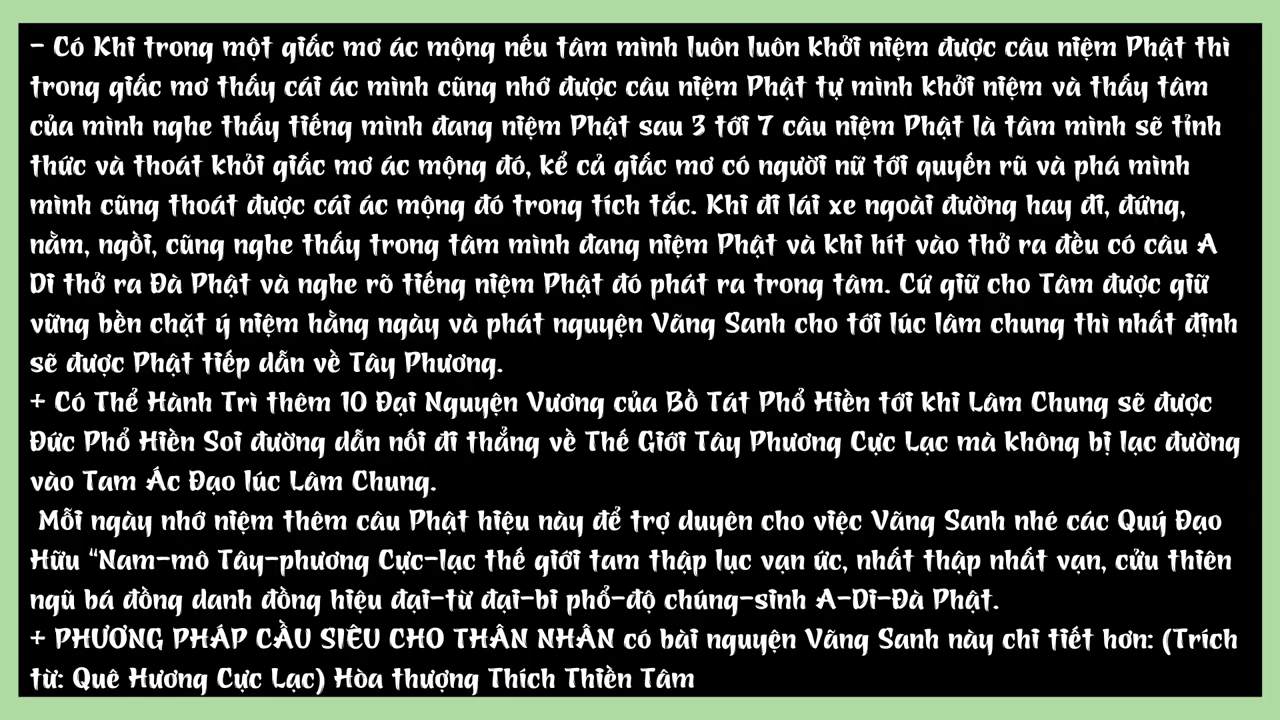 - Có Khi trong một giấc mơ ác mộng nếu tâm mình luôn luôn khởi niệm được câu niệm Phật thì
trong giấc mơ thấy cái ác mình cũng nhớ được câu niệm Phật tự mình khởi niệm và thấy tâm
của mình nghe thấy tiếng mình đang niệm Phật sau 3 tới 7 câu niệm Phật là tâm mình sẽ tỉnh
thức và thoát khỏi giấc mơ ác mộng đó, kể cả giấc mơ có người nữ tới quyến rũ và phá mình
mình cũng thoát được cái ác mộng đó trong tích tắc. Khi đi lái xe ngoài đường hay đi, đứng,
nằm, ngồi, cũng nghe thấy trong tâm mình đang niệm Phật và khi hít vào thở ra đều có câu A
Di thở ra Đà Phật và nghe rõ tiếng niệm Phật đó phát ra trong tâm. Cứ giữ cho Tâm được giữ
vững bền chặt ý niệm hằng ngày và phát nguyện Vãng Sanh cho tới lúc lâm chung thì nhất định
sẽ được Phật tiếp dẫn về Tây Phương.
+ Có Thể Hành Trì thêm 10 Đại Nguyện Vương của Bồ Tát Phổ Hiền tới khi Lâm Chung sẽ được
Đức Phổ Hiền Soi đường dẫn nối đi thẳng về Thế Giới Tây Phương Cực Lạc mà không bị lạc đường
vào Tam Ác Đạo lúc Lâm Chung.
Mỗi ngày nhớ niệm thêm câu Phật hiệu này để trợ duyên cho việc Vãng Sanh nhé các Quý Đạo
Hữu "Nam-mô Tây-phương Cực-lạc thế giới tam thập lục vạn ức, nhất thập nhất vạn, cửu thiên
ngũ bá đồng danh đồng hiệu đại-từ đại-bi phổ-độ chúng-sinh A-Di-Đà Phật.
+ PHƯƠNG PHÁP CẦU SIÊU CHO THÂN NHÂN có bài nguyện Vãng Sanh này chi tiết hơn: (Trích
từ: Quê Hương Cực Lạc) Hòa thượng Thích Thiền Tâm